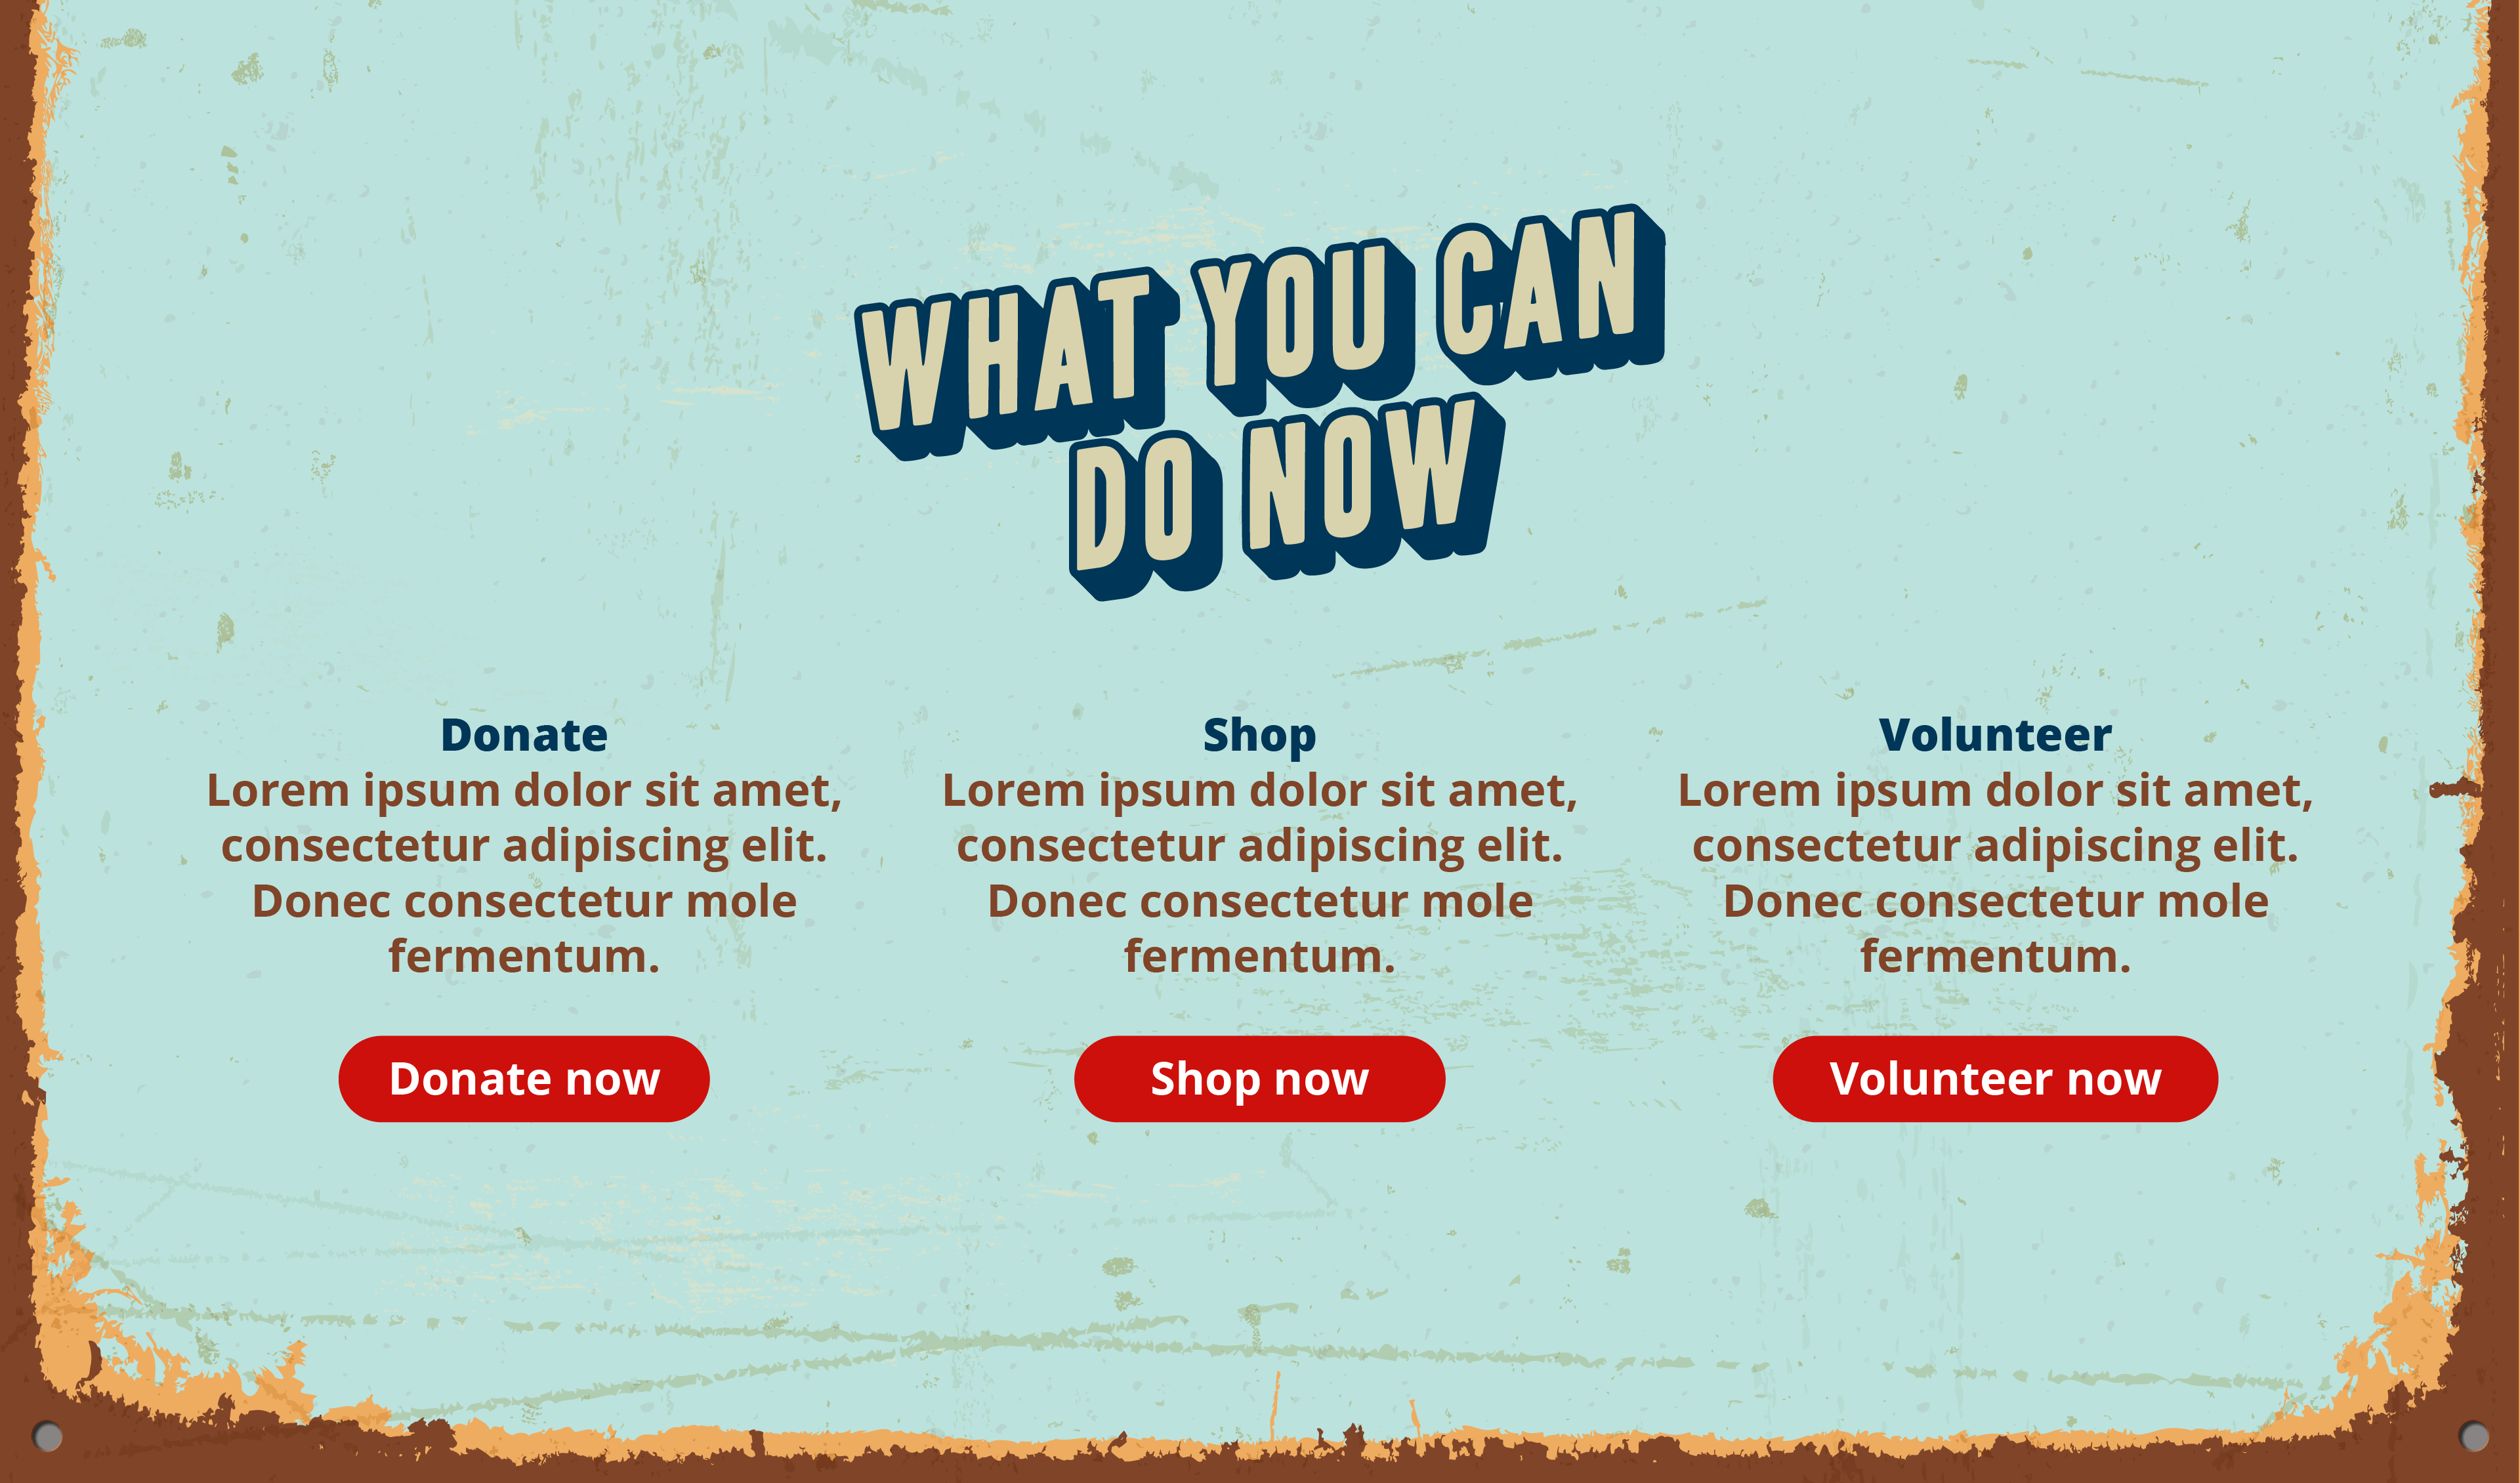 WHAT YOU CAN
DO NOW
Donate
Lorem ipsum dolor sit amet,
consectetur adipiscing elit.
Donec consectetur mole
fermentum.
Donate now
Shop
Lorem ipsum dolor sit amet,
consectetur adipiscing elit.
Donec consectetur mole
fermentum.
Shop now
Volunteer
Lorem ipsum dolor sit amet,
consectetur adipiscing elit.
Donec consectetur mole
fermentum.
Volunteer now